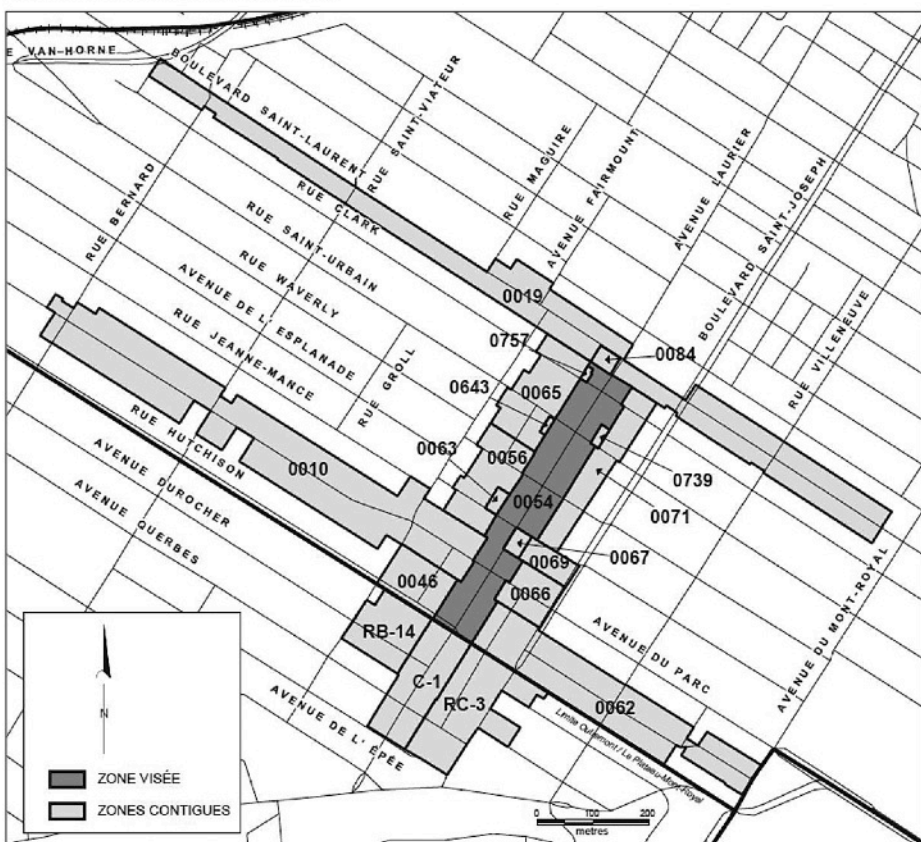 E VAN-HORNE
BOULEVARD SAINT-LAURENT
RUE SAINT-VIATEUR
RUE MAGUIRE
AVENUE FAIRMOUNT
AVENUE LAURIER
BOULEVARD SAINT-JOSEPH
RUE BERNARD
RUE CLARK
RUE SAINT-URBAIN
RUE WAVERLY
AVENUE DE L'ESPLANADE
RUE JEANNE-MANCE
RUE GROLL
RUE VILLENEUVE
0019
0757
0084
0643
0065
0063
0056
RUE HUTCHISON
0010
AVENUE DUROCHER
AVENUE QUERBES
0054
0739
0071
0067
0069
0046
0066
AVENUE DU MONT-ROYAL
RB-14
AVENUE DU PARC
C-1
RC-3
0062
AVENUE DE L'ÉPÉE
Limite Outremont / Le Plateau-Mont-Royal
N
ZONE VISÉE
ZONES CONTIGUES
0 100 200
metres